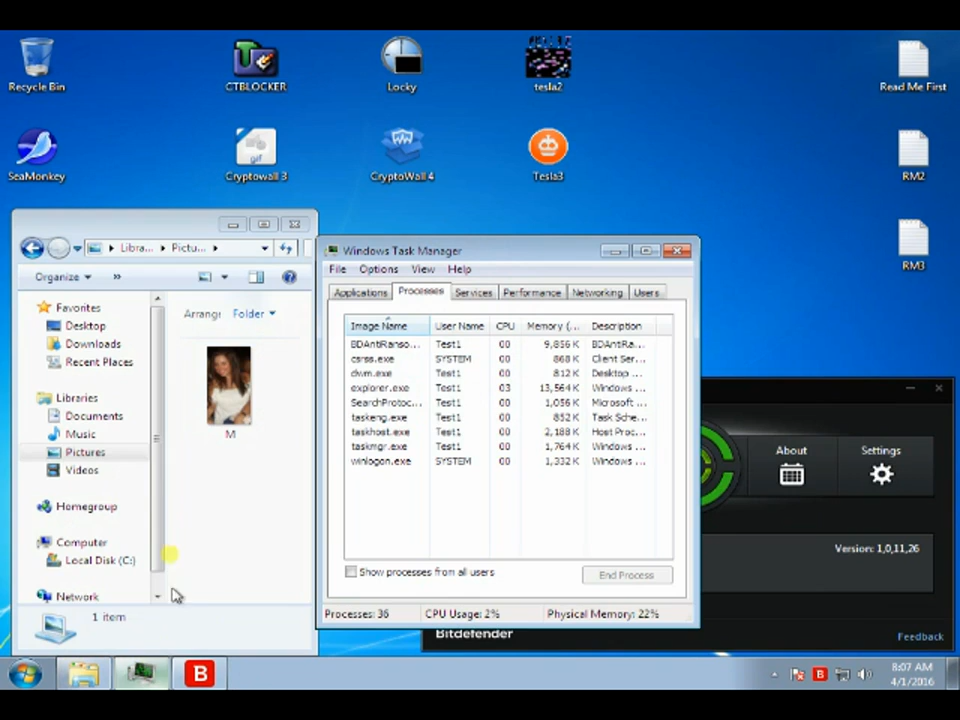 Recycle Bin
CTBLOCKER
Locky
tesla2
Read Me First
SeaMonkey
gif
Cryptowall 3
CryptoWall 4
Tesla3
RM2
RM3
Libra... Pictu...
Organize »
Favorites
Desktop
Downloads
Recent Places
Libraries
Documents
Music
Pictures
Videos
Homegroup
Computer
Local Disk (C:)
Network
Arrang Folder
M
1 item
Windows Task Manager
File Options View Help
Applications Processes Services Performance Networking Users
Image Name User Name CPU Memory (... Description
BDAntiRanso... Test1 00 9,856 K BDAntiRa...
csrss.exe SYSTEM 00 868 K Client Ser...
dwm.exe Test1 00 812 K Desktop ...
explorer.exe Test1 03 13,564 K Windows ...
SearchProtoc... Test1 00 1,056 K Microsoft ...
taskeng.exe Test1 00 852 K Task Sche...
taskhost.exe Test1 00 2,188 K Host Proc...
taskmgr.exe Test1 00 1,764 K Windows ...
winlogon.exe SYSTEM 00 1,332 K Windows ...
Show processes from all users
End Process
Processes: 36 CPU Usage: 2% Physical Memory: 22%
About
Settings
Version: 1.0.11.26
Bitdefender
Feedback
B
B
8:07 AM
4/1/2016